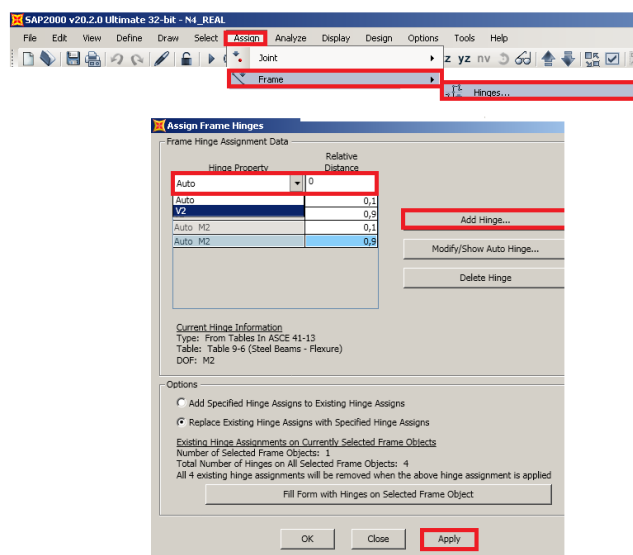 SAP2000 v20.2.0 Ultimate 32-bit - N4_REAL
File Edit View Define Draw Select Assign Analyze Display Design Options Tools Help
Joint
z yz nv
Frame
Hinges...
Assign Frame Hinges
Frame Hinge Assignment Data
Relative
Hinge Property Distance
Auto 0
Auto 0,1
V2 0,9
Auto M2 0,1
Auto M2 0,9
Add Hinge...
Modify/Show Auto Hinge...
Delete Hinge
Current Hinge Information
Type: From Tables In ASCE 41-13
Table: Table 9-6 (Steel Beams - Flexure)
DOF: M2
Options
Add Specified Hinge Assigns to Existing Hinge Assigns
Replace Existing Hinge Assigns with Specified Hinge Assigns
Existing Hinge Assignments on Currently Selected Frame Objects
Number of Selected Frame Objects: 1
Total Number of Hinges on All Selected Frame Objects: 4
All 4 existing hinge assignments will be removed when the above hinge assignment is applied
Fill Form with Hinges on Selected Frame Object
OK Close Apply